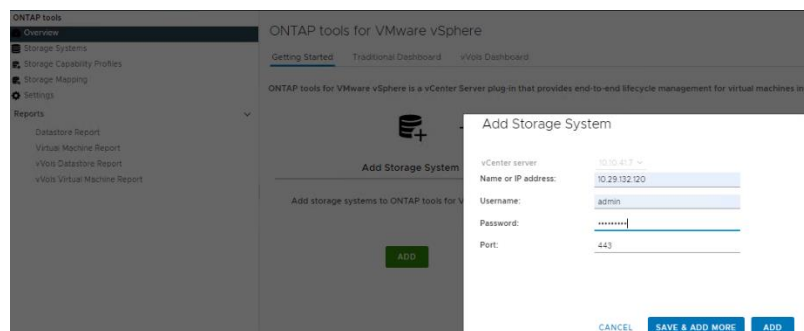 ONTAP tools
Overview
Storage Systems
Storage Capability Profiles
Storage Mapping
Settings
Reports
Datastore Report
Virtual Machine Report
vVols Datastore Report
vVols Virtual Machine Report
ONTAP tools for VMware vSphere
Getting Started Traditional Dashboard vVols Dashboard
ONTAP tools for VMware vSphere is a vCenter Server plug-in that provides end-to-end lifecycle management for virtual machines in
Add Storage System
Add storage systems to ONTAP tools for V
ADD
Add Storage System
vCenter server 10.10.41.7
Name or IP address: 10.29.132.120
Username: admin
Password: •••••••••
Port: 443
CANCEL SAVE & ADD MORE ADD